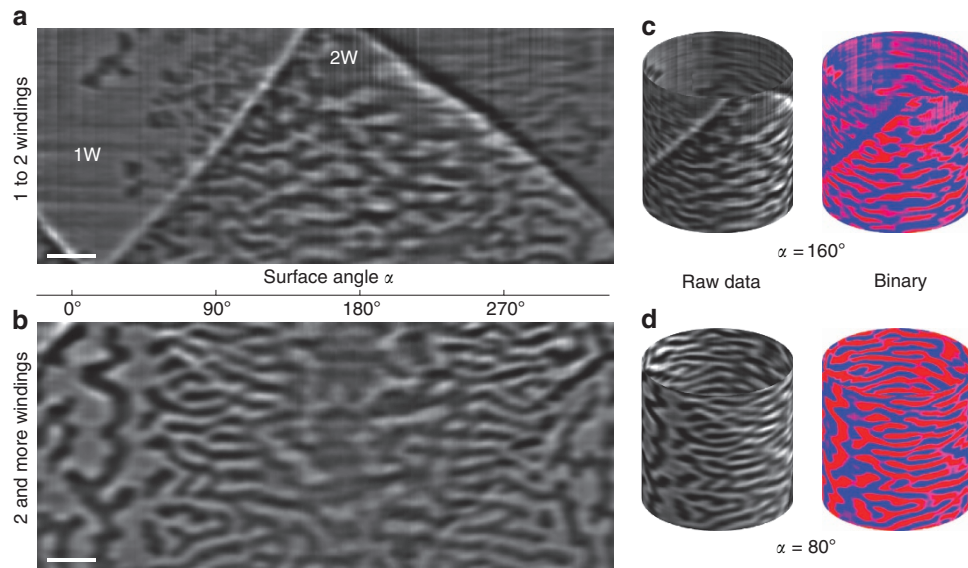 a
1 to 2 windings
1W
2W
Surface angle α
0° 90° 180° 270°
b
2 and more windings
c
α = 160°
Raw data Binary
d
α = 80°